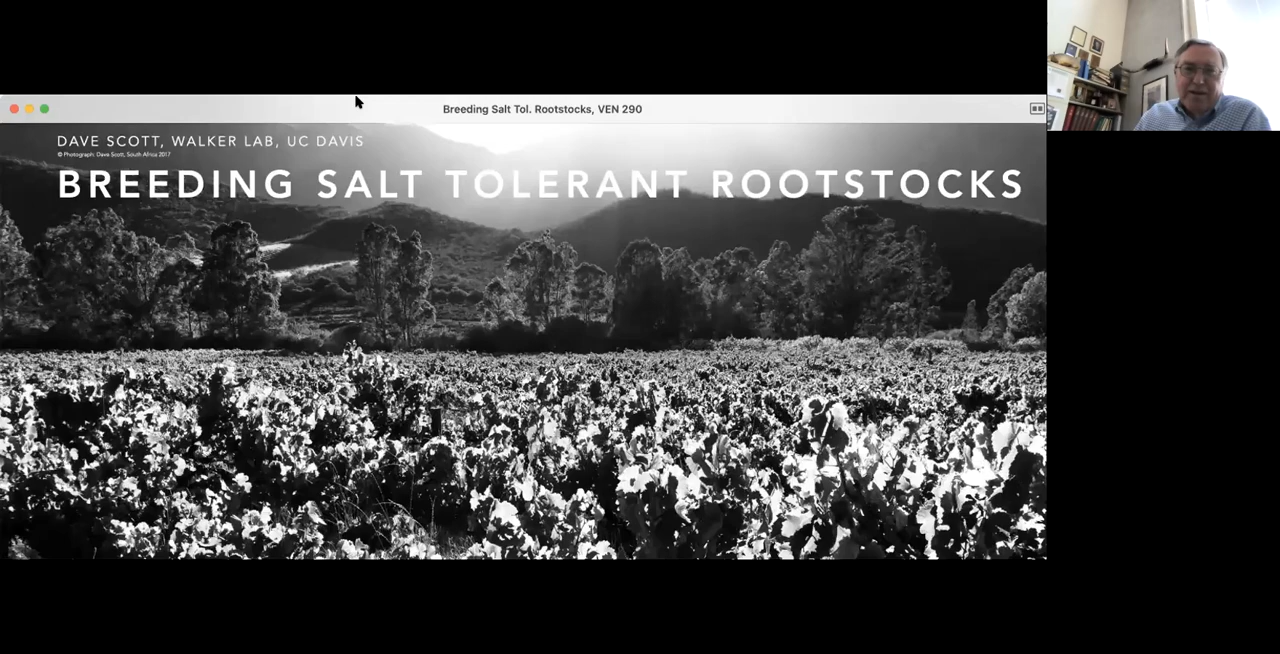 Breeding Salt Tol. Rootstocks, VEN 290
DAVE SCOTT, WALKER LAB, UC DAVIS
© Photograph: Dave Scott, South Africa 2017
BREEDING SALT TOLERANT ROOTSTOCKS